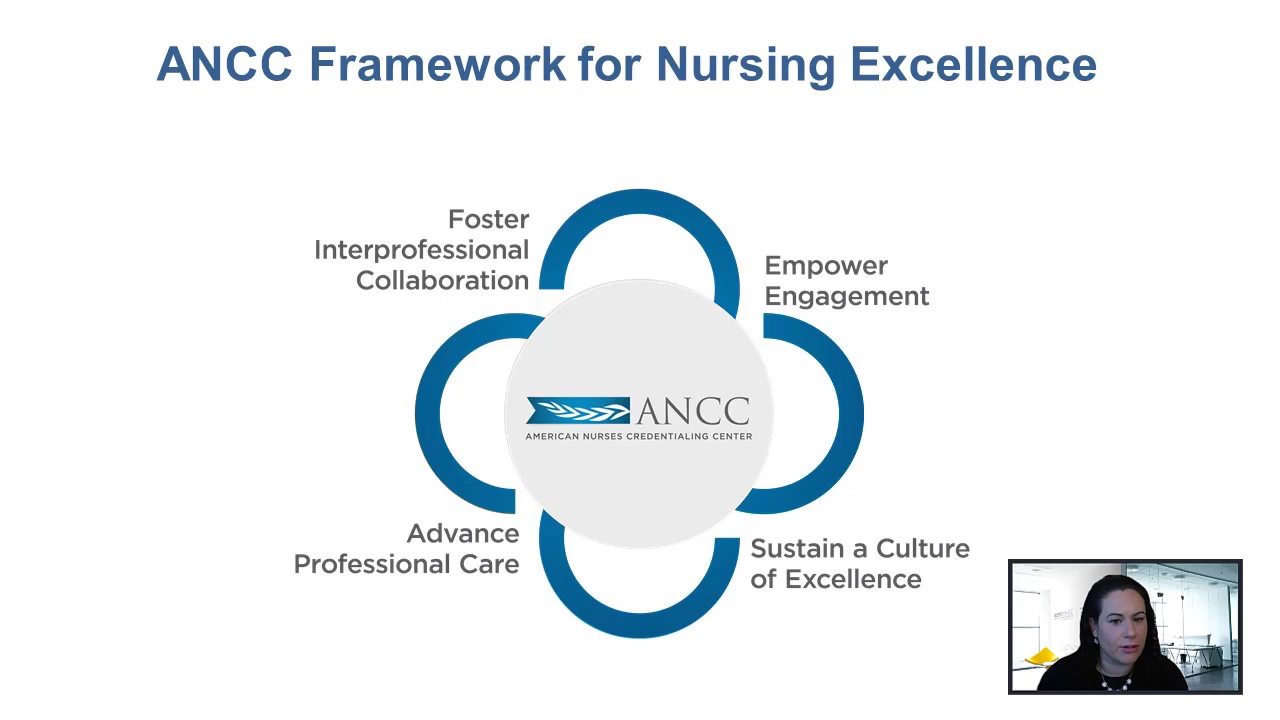 ANCC Framework for Nursing Excellence
Foster
Interprofessional
Collaboration
Empower
Engagement
ANCC
AMERICAN NURSES CREDENTIALING CENTER
Advance
Professional Care
Sustain a Culture
of Excellence